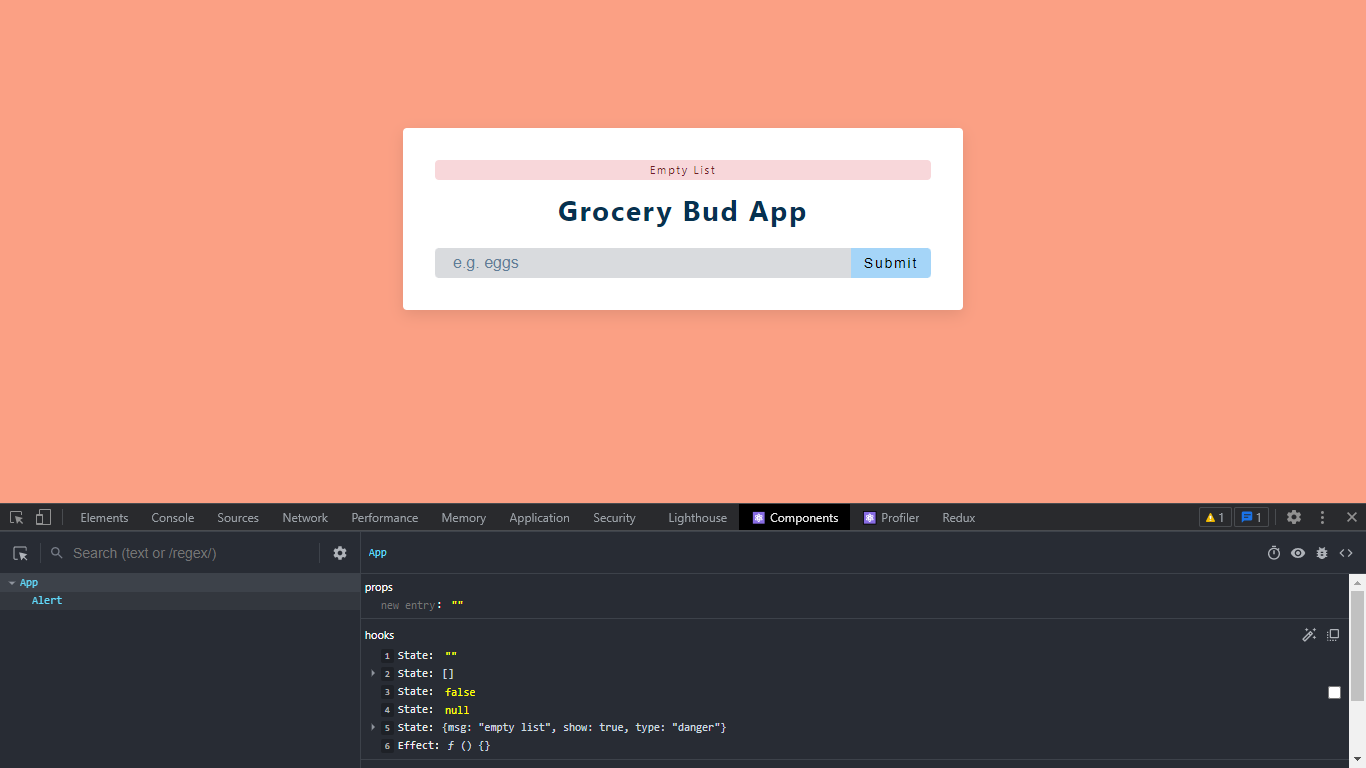 Empty List
Grocery Bud App
e.g. eggs
Submit
Elements Console Sources Network Performance Memory Application Security Lighthouse Components Profiler Redux 1 1
Search (text or /regex/)
App
App
Alert
props
new entry: ""
hooks
1 State: ""
2 State: []
3 State: false
4 State: null
5 State: {msg: "empty list", show: true, type: "danger"}
6 Effect: ƒ () {}